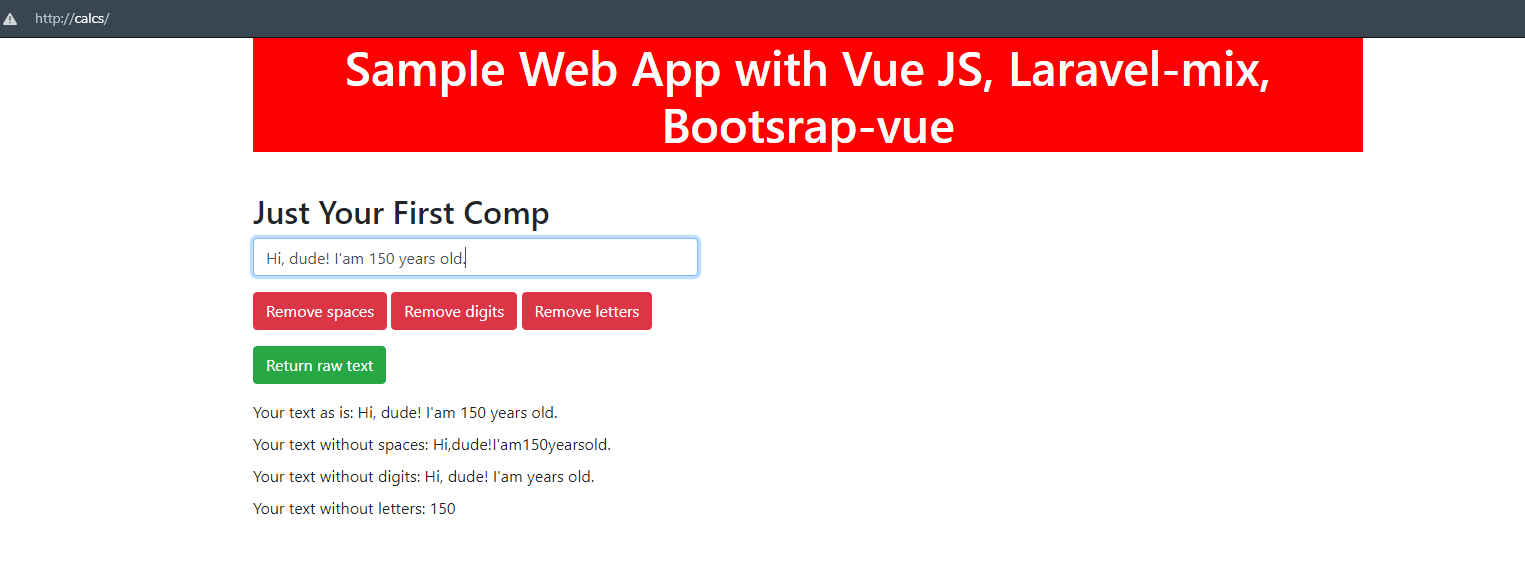 http://calcs/
Sample Web App with Vue JS, Laravel-mix,
Bootsrap-vue
Just Your First Comp
Hi, dude! I'am 150 years old.
Remove spaces Remove digits Remove letters
Return raw text
Your text as is: Hi, dude! I'am 150 years old.
Your text without spaces: Hi,dude!I'am150yearsold.
Your text without digits: Hi, dude! I'am years old.
Your text without letters: 150